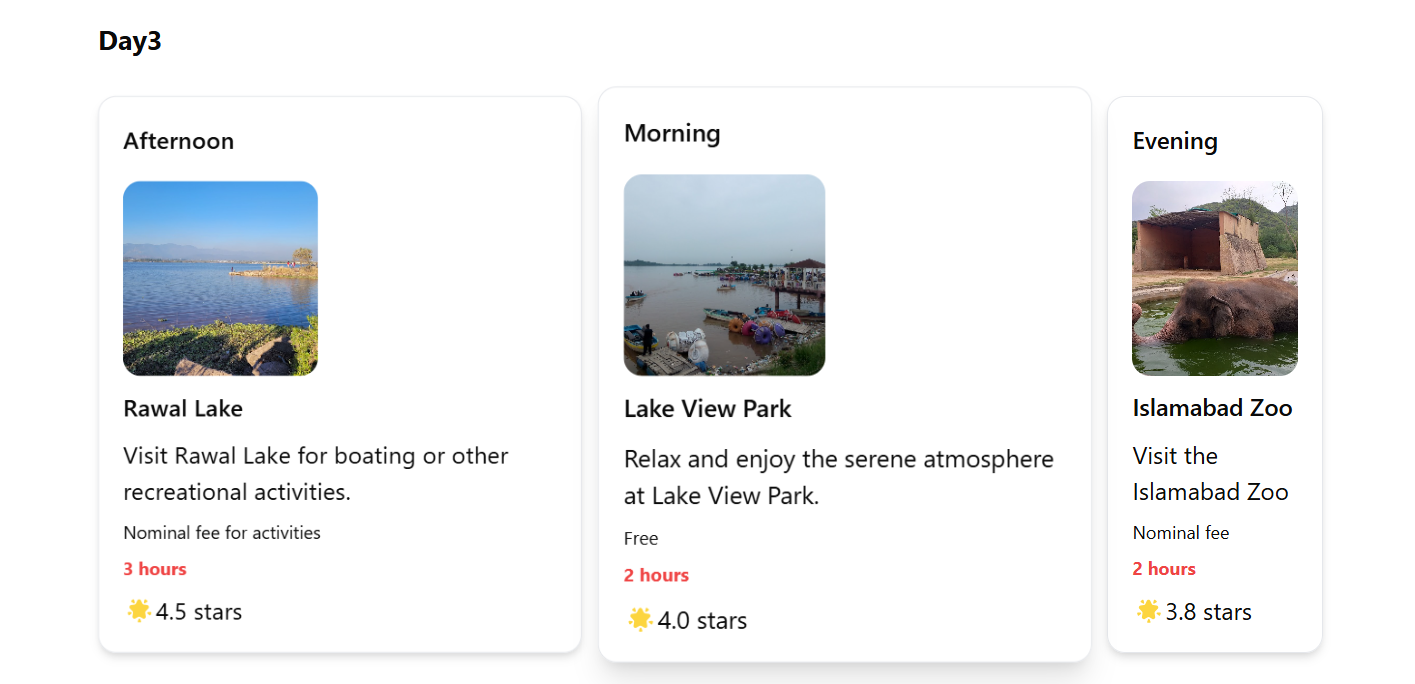 Day3
Afternoon
Rawal Lake
Visit Rawal Lake for boating or other
recreational activities.
Nominal fee for activities
3 hours
🌟4.5 stars
Morning
Lake View Park
Relax and enjoy the serene atmosphere
at Lake View Park.
Free
2 hours
🌟4.0 stars
Evening
Islamabad Zoo
Visit the
Islamabad Zoo
Nominal fee
2 hours
🌟3.8 stars